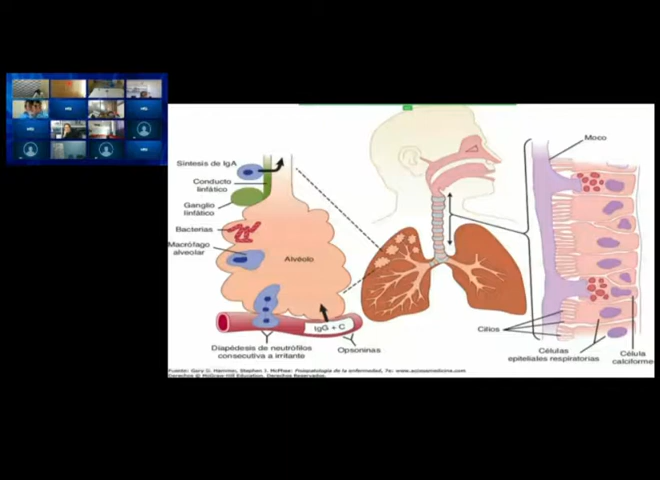 Síntesis de IgA
Conducto
linfático
Ganglio
linfático
Bacterias
Macrófago
alveolar
Alvéolo
IgG + C
Diapédesis de neutrófilos
consecutiva a irritante
Opsoninas
Moco
Cilios
Células
epiteliales respiratorias
Célula
calciforme
Fuente: Gary D. Hammer, Stephen J. McPhee: Fisiopatología de la enfermedad, 7e: www.accessmedicina.com
Derechos © McGraw-Hill Education. Derechos Reservados.